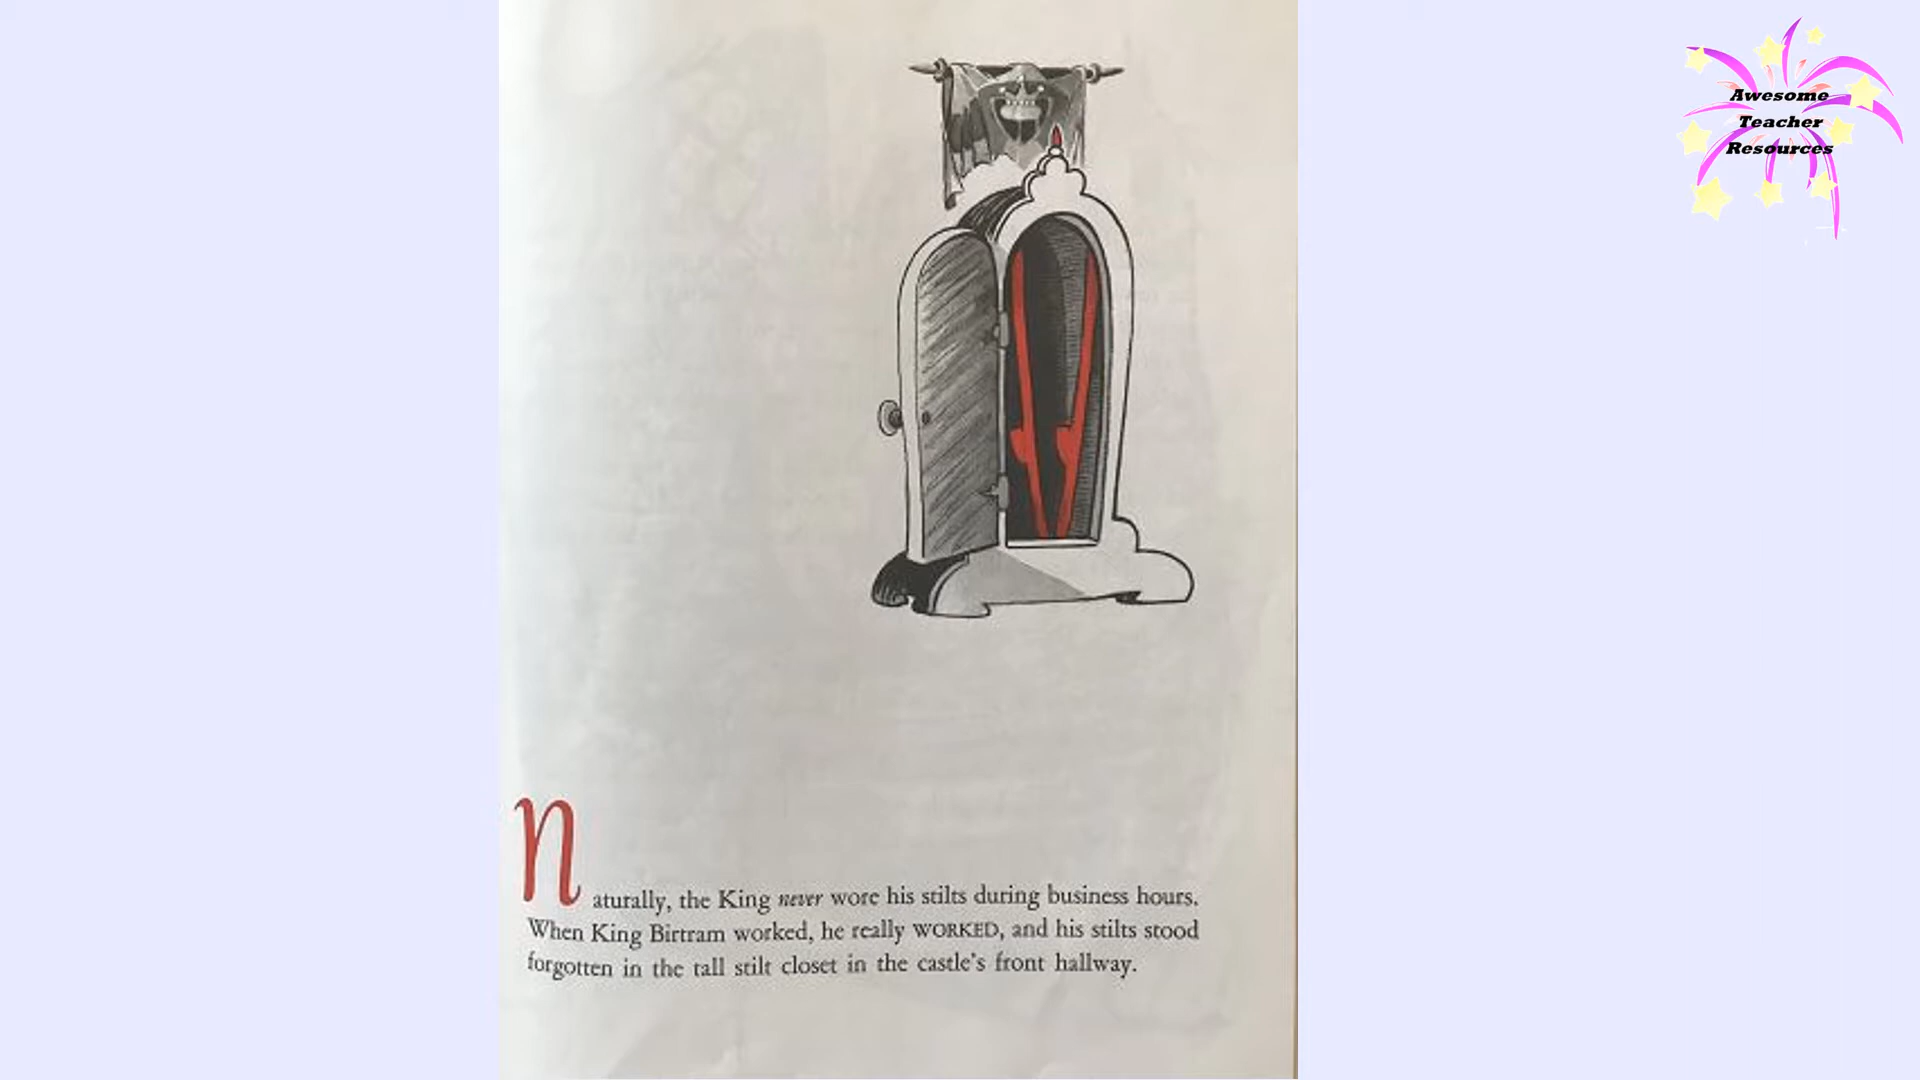 Awesome
Teacher
Resources
Naturally, the King never wore his stilts during business hours.
When King Birtram worked, he really WORKED, and his stilts stood
forgotten in the tall stilt closet in the castle's front hallway.